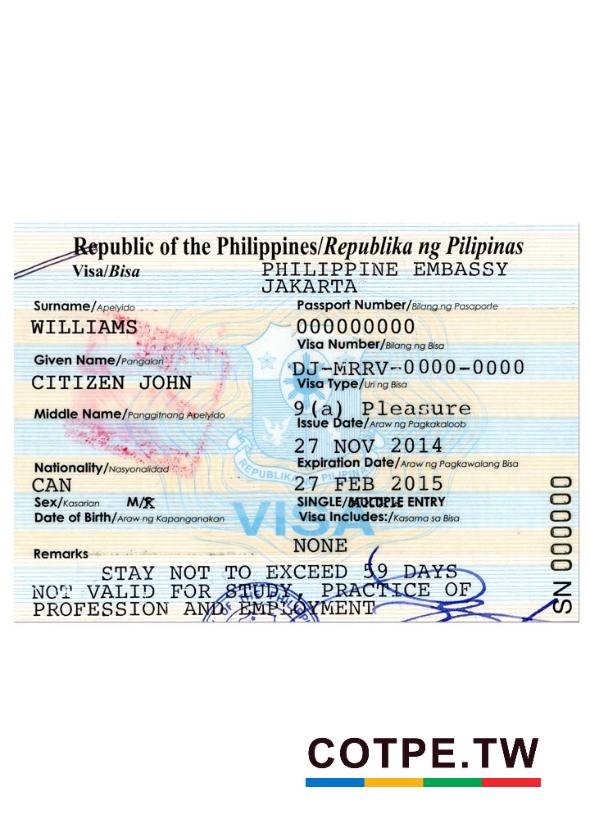 Republic of the Philippines/Republika ng Pilipinas
Visa/Bisa
PHILIPPINE EMBASSY
JAKARTA
Surname/Apelyido
WILLIAMS
Passport Number/Bilang ng Pasaporte
000000000
Visa Number/Bilang ng Bisa
Given Name/Pangalan
CITIZEN JOHN
DJ-MRRV-0000-0000
Visa Type/Uri ng Bisa
Middle Name/Panggitnang Apelyido
9(a) Pleasure
Issue Date/Araw ng Pagkakaloob
27 NOV 2014
Expiration Date/Araw ng Pagkawalang Bisa
Nationality/Nasyonalidad
CAN
27 FEB 2015
Sex/Kasarian M/X
SINGLE/MULTIPLE ENTRY
Date of Birth/Araw ng Kapanganakan
Visa Includes:/Kasama sa Bisa
NONE
Remarks
STAY NOT TO EXCEED 59 DAYS
NOT VALID FOR STUDY, PRACTICE OF
PROFESSION AND EMPLOYMENT
SN 000000
VISA
COTPE.TW